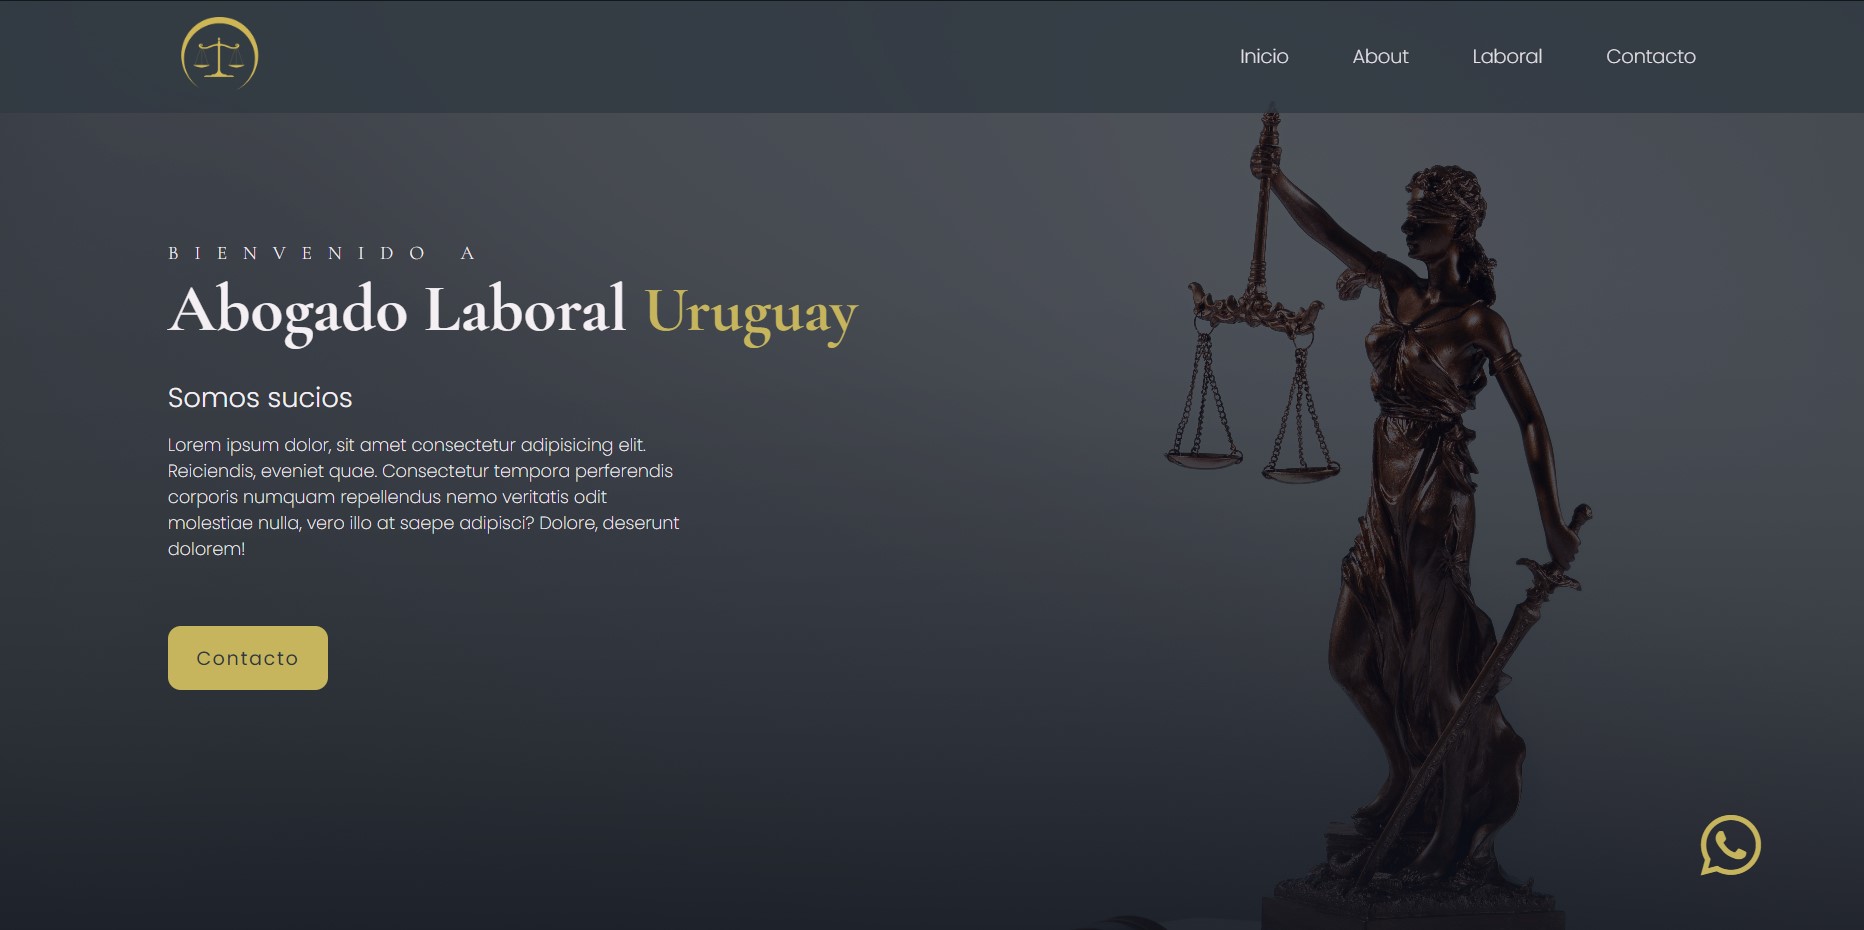 Inicio About Laboral Contacto
BIENVENIDO A
Abogado Laboral Uruguay
Somos sucios
Lorem ipsum dolor, sit amet consectetur adipisicing elit.
Reiciendis, eveniet quae. Consectetur tempora perferendis
corporis numquam repellendus nemo veritatis odit
molestiae nulla, vero illo at saepe adipisci? Dolore, deserunt
dolorem!
Contacto